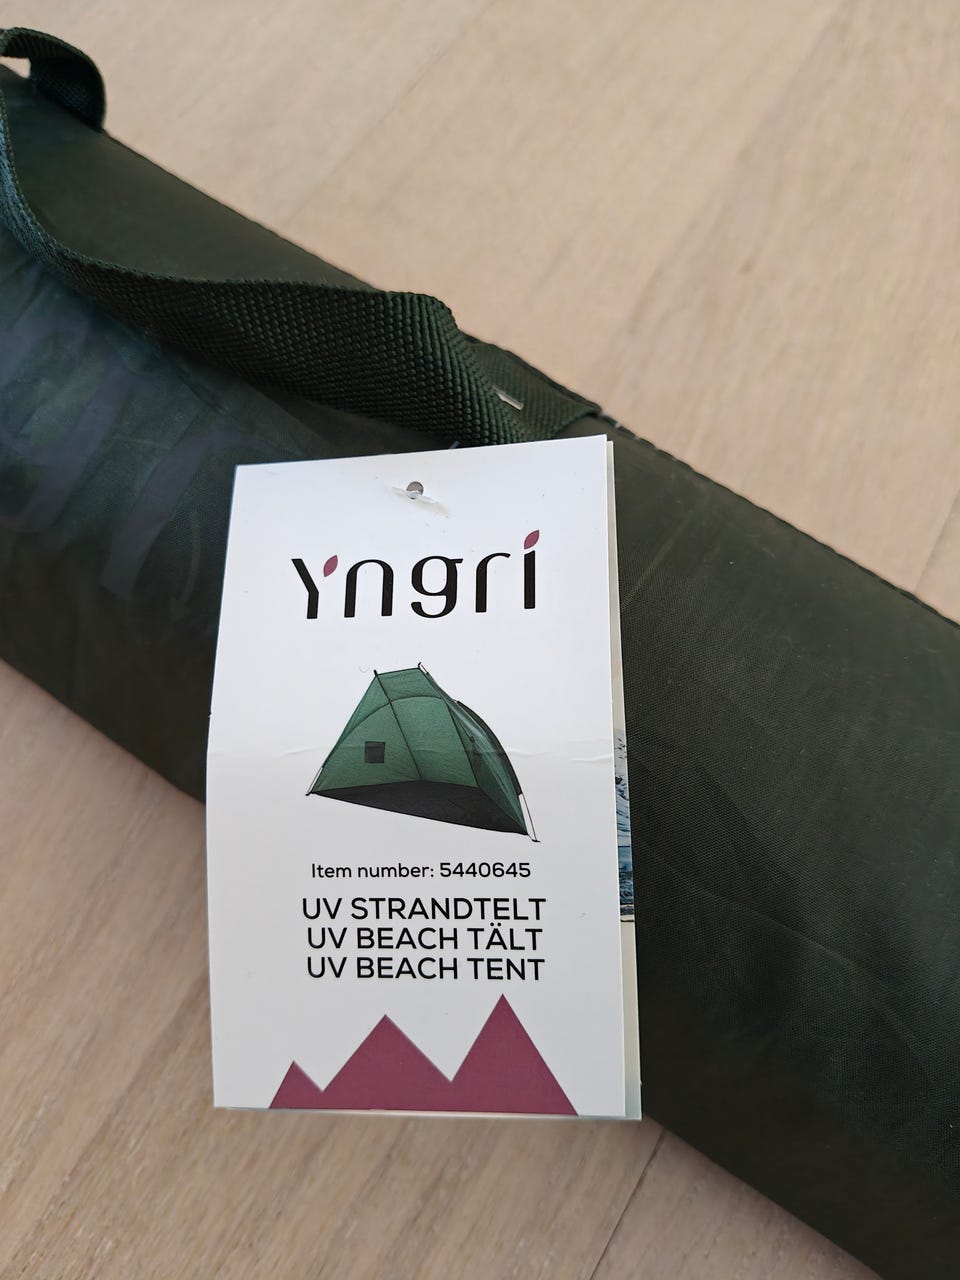 Yngri
Item number: 5440645
UV STRANDTELT
UV BEACH TÄLT
UV BEACH TENT